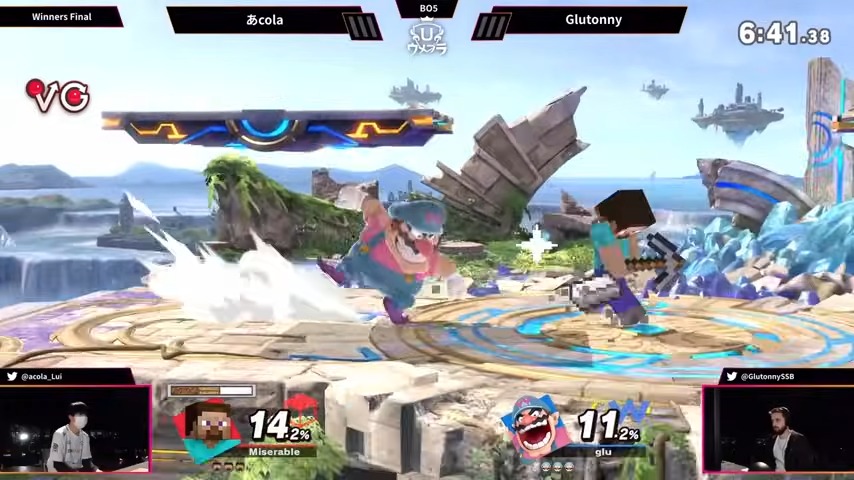 Winners Final
あcola
BO5
Glutonny
U
ウメブラ
6:41.38
@acola_Lui
@GlutonnySSB
14.2%
Miserable
11.2%
glu